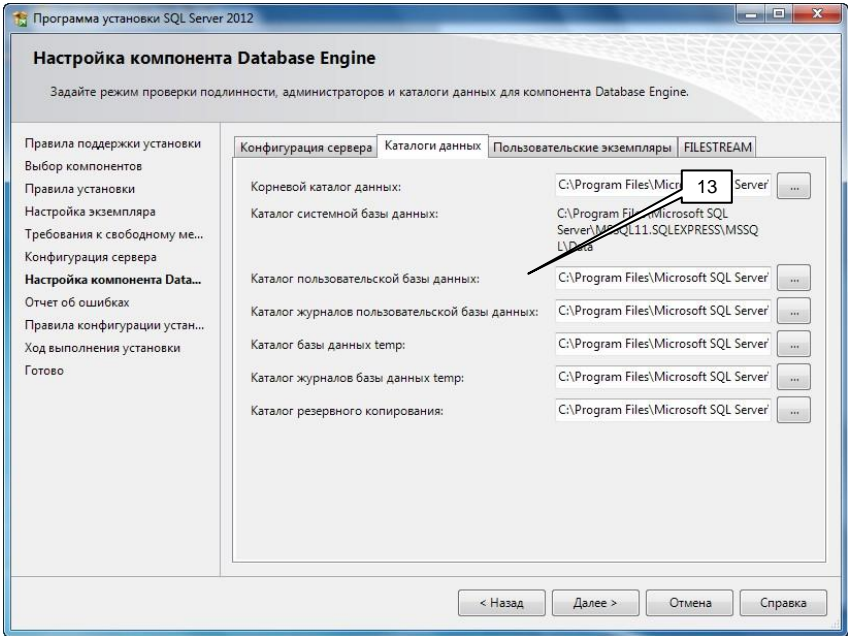 Программа установки SQL Server 2012
Настройка компонента Database Engine
Задайте режим проверки подлинности, администраторов и каталоги данных для компонента Database Engine.
Правила поддержки установки
Выбор компонентов
Правила установки
Настройка экземпляра
Требования к свободному ме...
Конфигурация сервера
Настройка компонента Data...
Отчет об ошибках
Правила конфигурации устан...
Ход выполнения установки
Готово
Конфигурация сервера Каталоги данных Пользовательские экземпляры FILESTREAM
Корневой каталог данных: C:\Program Files\Micr 13 Server\ ...
Каталог системной базы данных: C:\Program Files\Microsoft SQL
Server\MSSQL11.SQLEXPRESS\MSSQ
L\Data
Каталог пользовательской базы данных: C:\Program Files\Microsoft SQL Server\ ...
Каталог журналов пользовательской базы данных: C:\Program Files\Microsoft SQL Server\ ...
Каталог базы данных temp: C:\Program Files\Microsoft SQL Server\ ...
Каталог журналов базы данных temp: C:\Program Files\Microsoft SQL Server\ ...
Каталог резервного копирования: C:\Program Files\Microsoft SQL Server\ ...
< Назад Далее > Отмена Справка